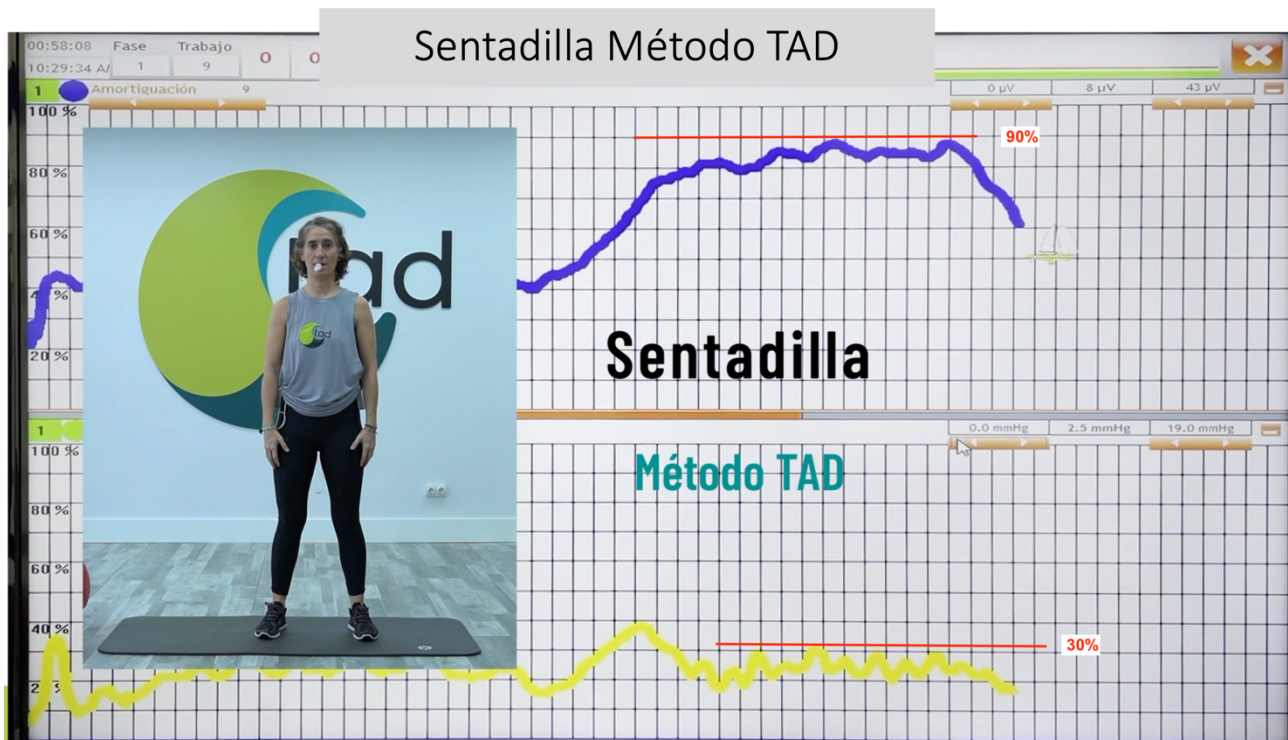 Sentadilla Método TAD
00:58:08 Fase Trabajo
10:29:34 A/ 1 9 0
1 Amortiguación 9 0 µV 8 µV 43 µV
100 %
90%
80 %
60 %
20 %
tad
tad
Sentadilla
1 0.0 mmHg 2.5 mmHg 19.0 mmHg
100 %
Método TAD
80 %
60 %
40 %
30%